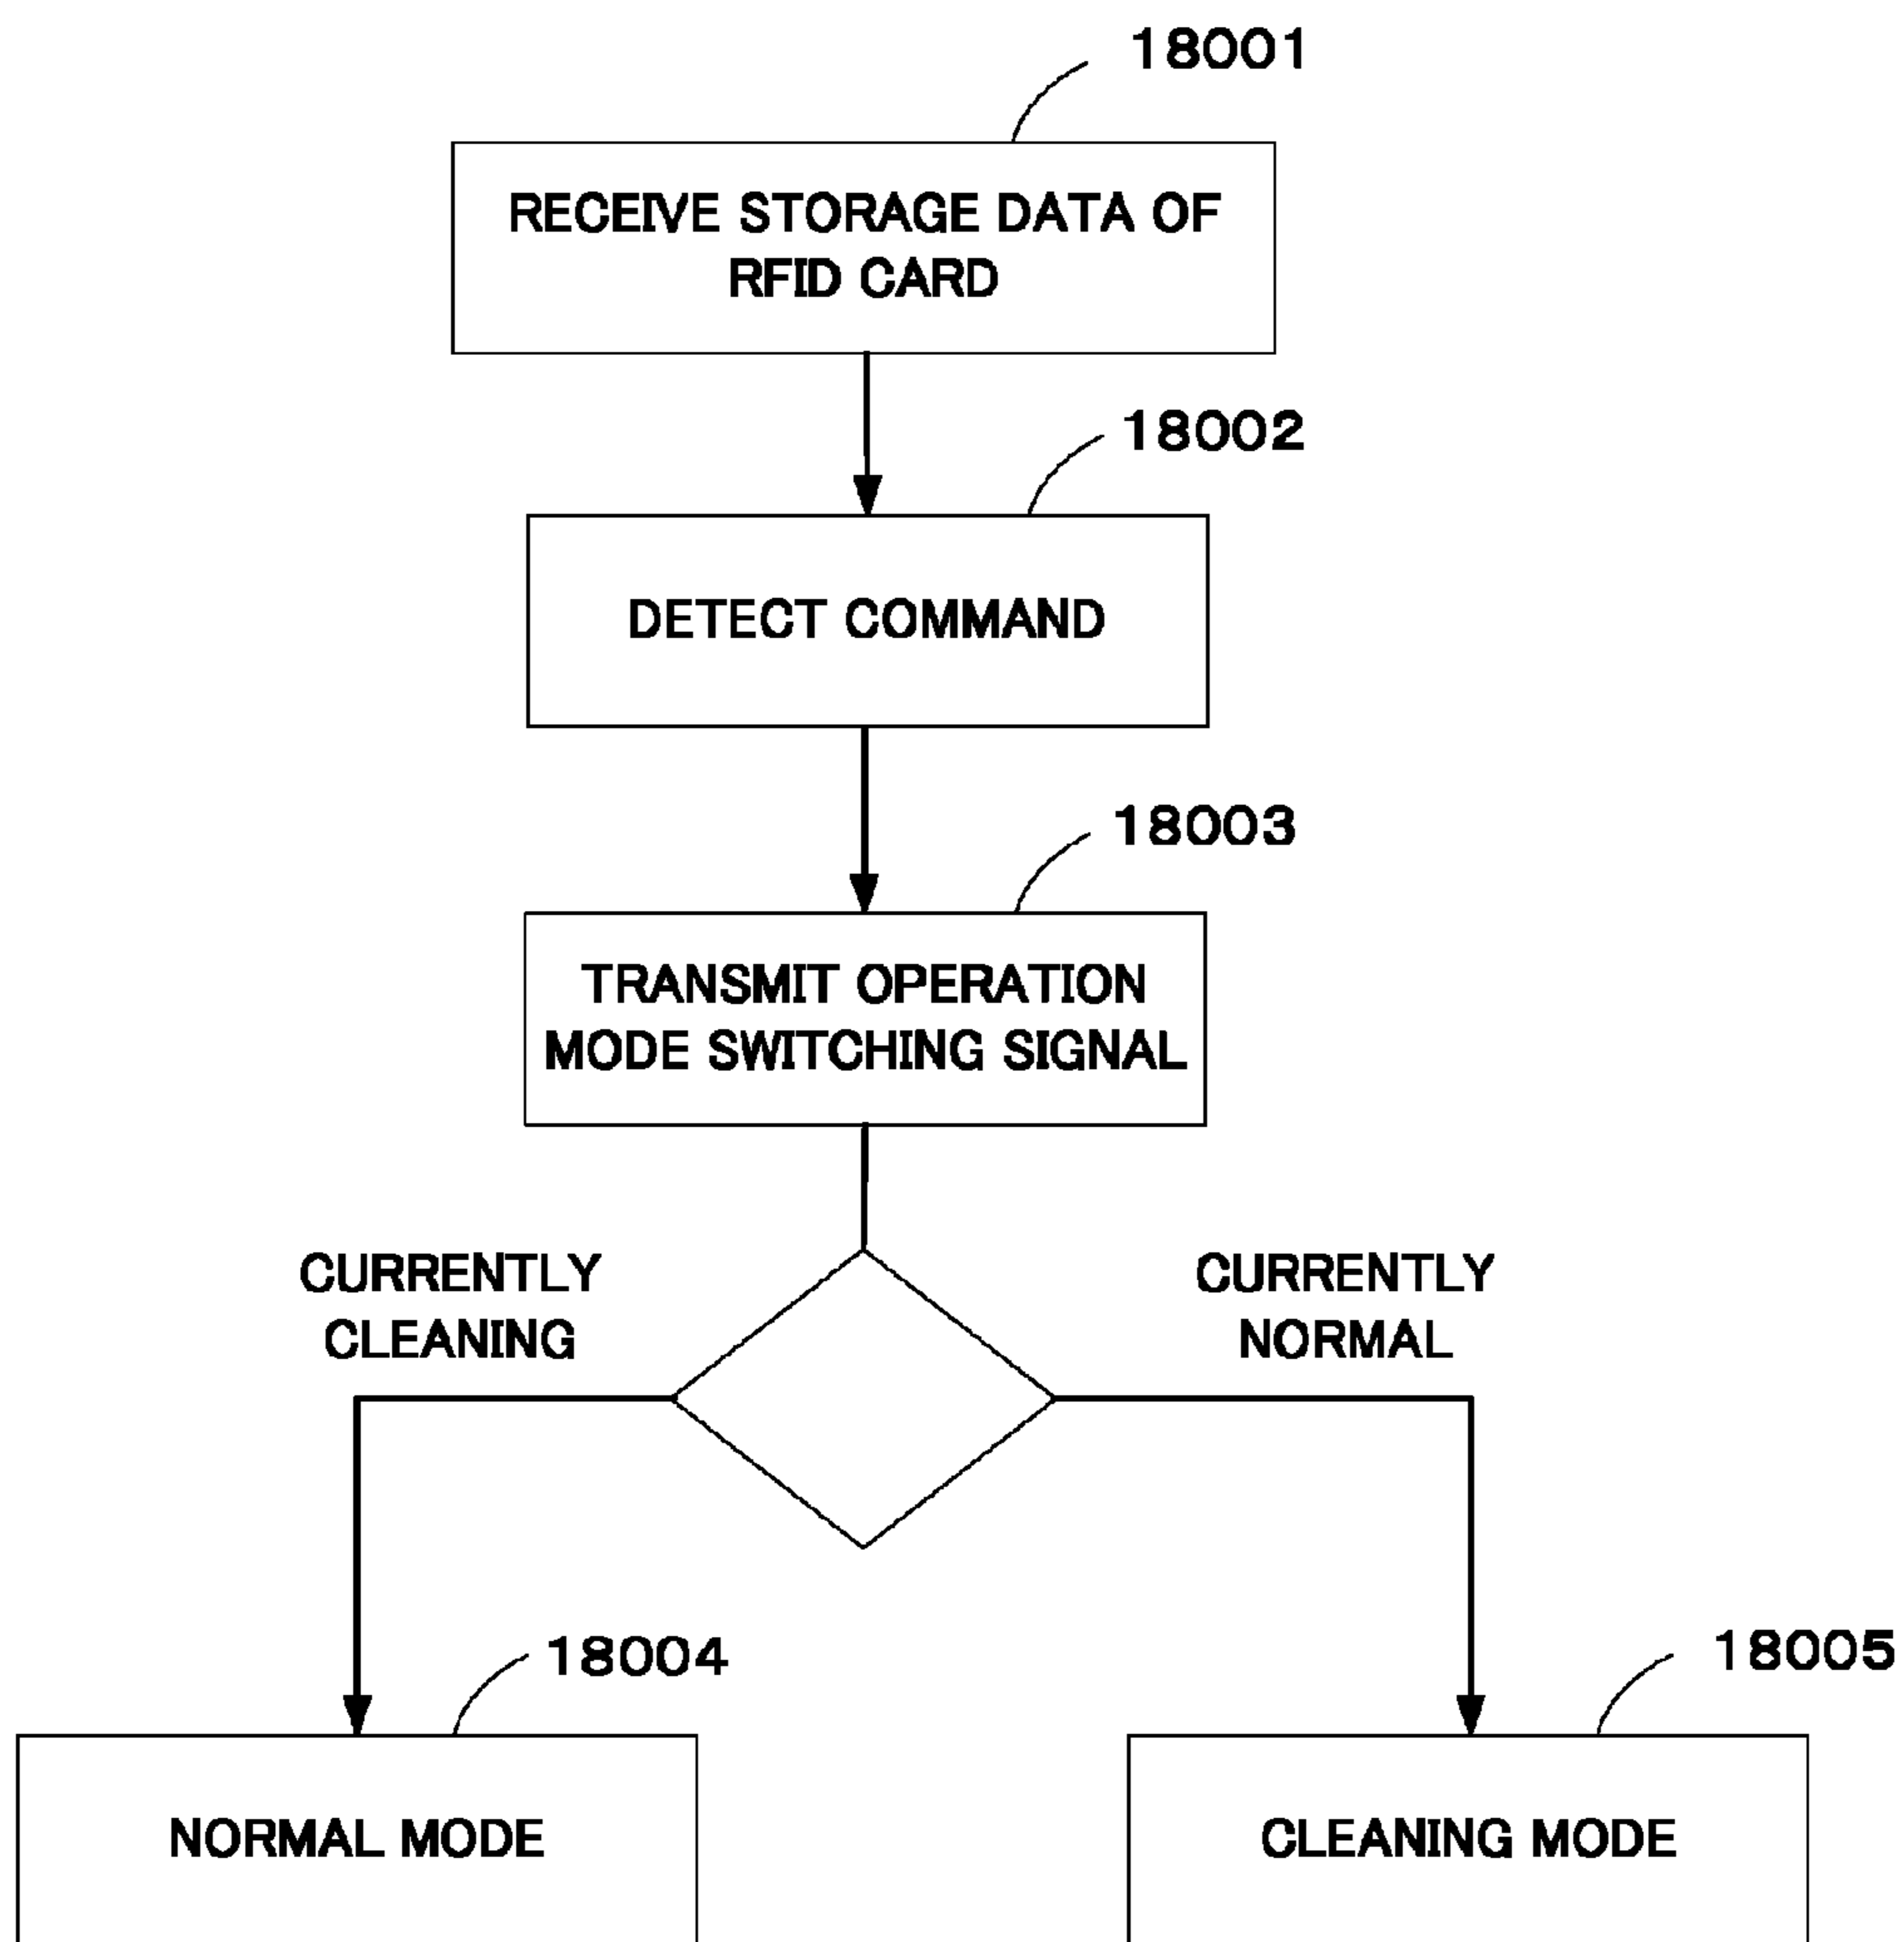 18001
RECEIVE STORAGE DATA OF
RFID CARD
18002
DETECT COMMAND
18003
TRANSMIT OPERATION
MODE SWITCHING SIGNAL
CURRENTLY
CLEANING
CURRENTLY
NORMAL
18004
18005
NORMAL MODE
CLEANING MODE